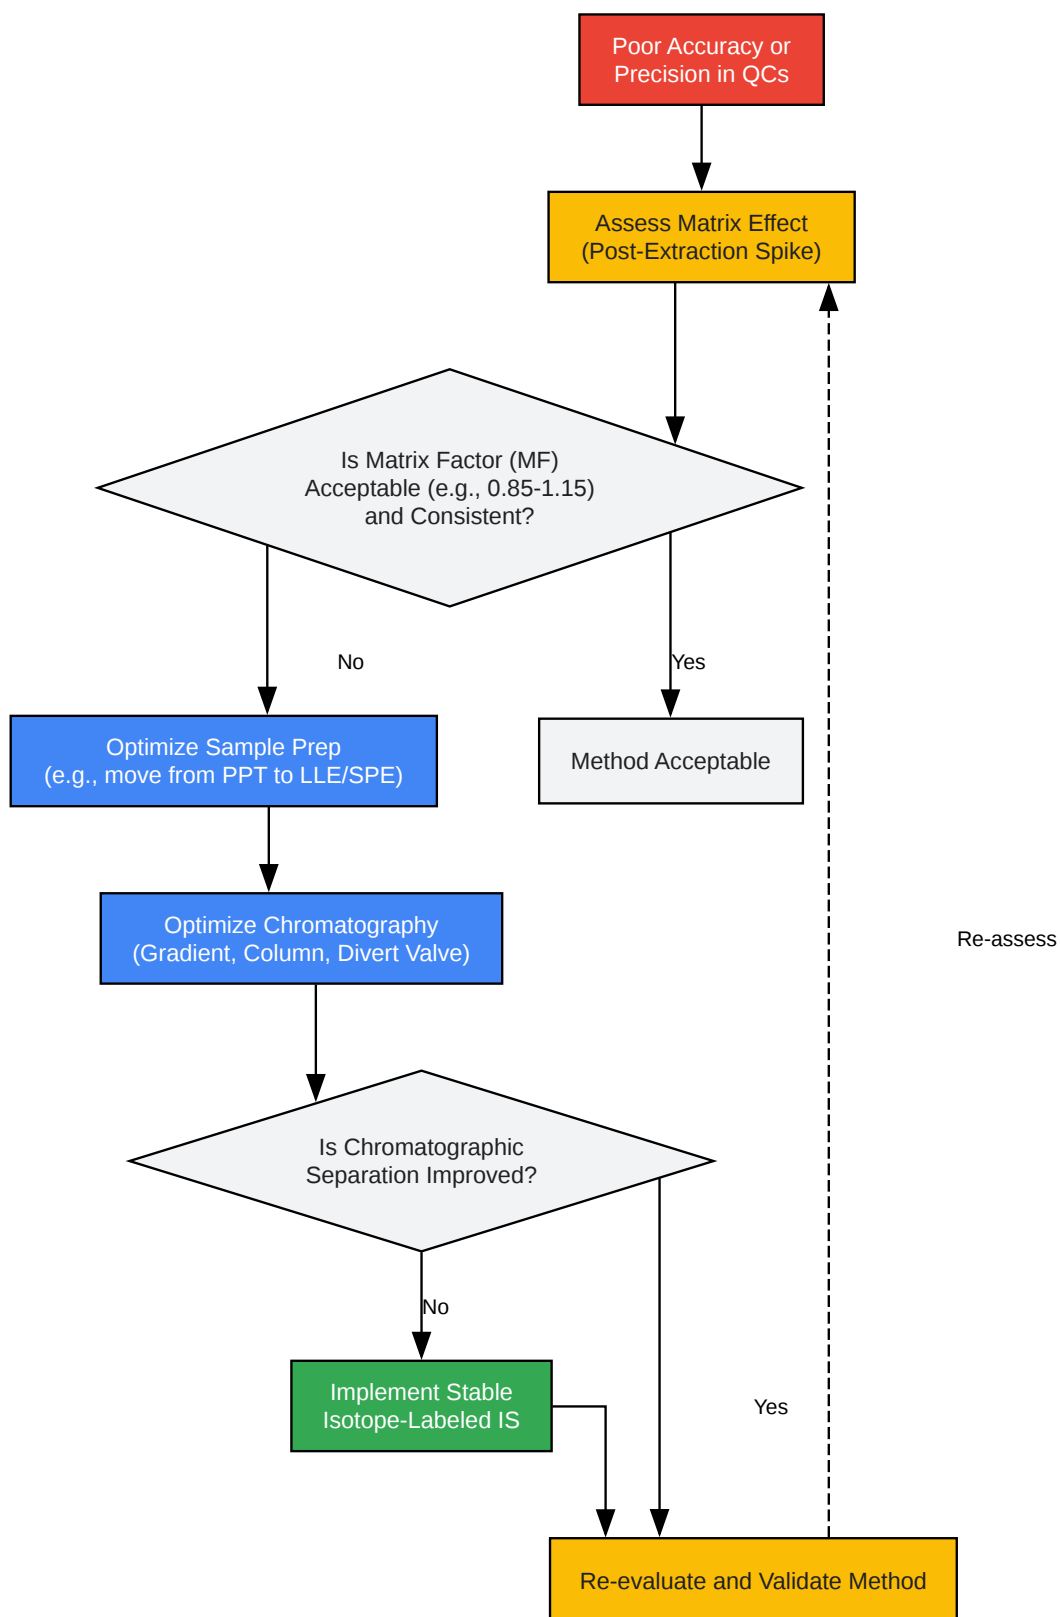 Poor Accuracy or
Precision in QCs
Assess Matrix Effect
(Post-Extraction Spike)
Is Matrix Factor (MF)
Acceptable (e.g., 0.85-1.15)
and Consistent?
No
Yes
Optimize Sample Prep
(e.g., move from PPT to LLE/SPE)
Method Acceptable
Optimize Chromatography
(Gradient, Column, Divert Valve)
Re-assess
Is Chromatographic
Separation Improved?
No
Implement Stable
Isotope-Labeled IS
Yes
Re-evaluate and Validate Method